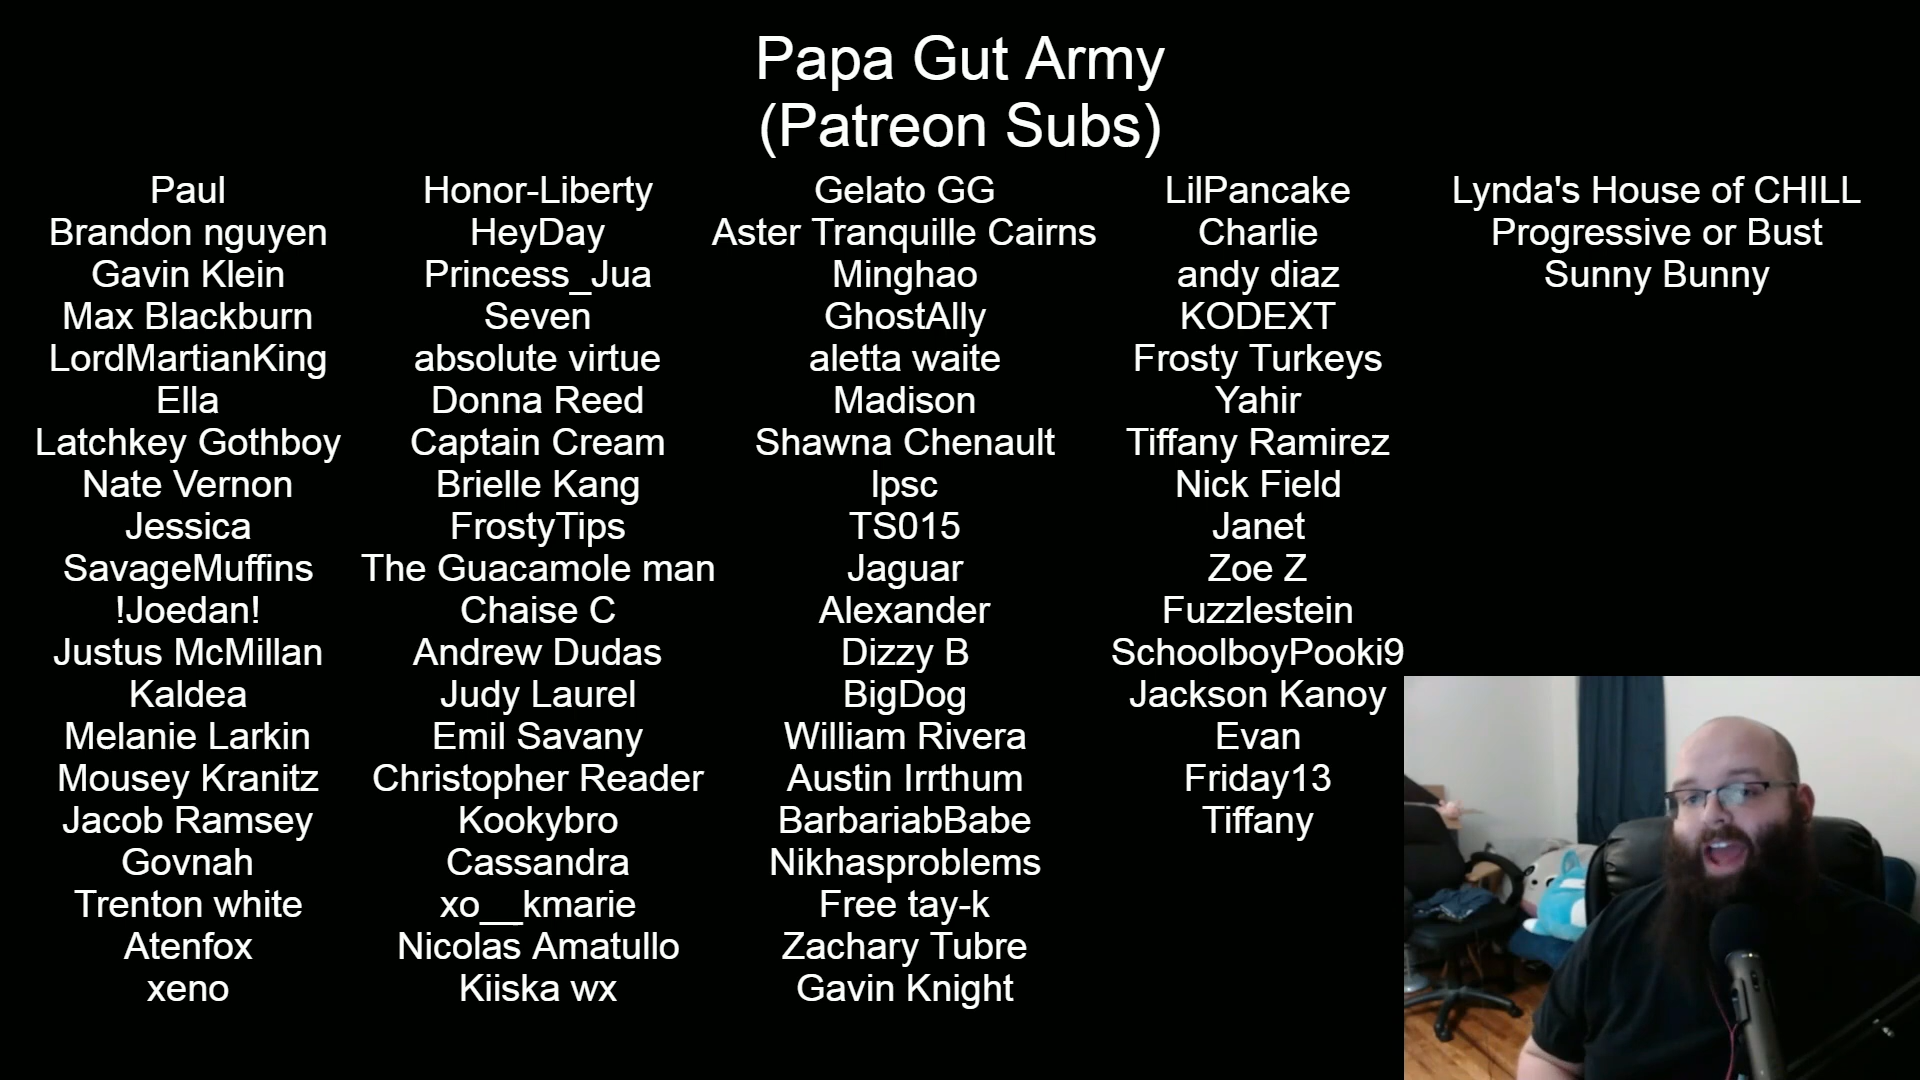 Papa Gut Army
(Patreon Subs)
Paul
Brandon nguyen
Gavin Klein
Max Blackburn
LordMartianKing
Ella
Latchkey Gothboy
Nate Vernon
Jessica
SavageMuffins
!Joedan!
Justus McMillan
Kaldea
Melanie Larkin
Mousey Kranitz
Jacob Ramsey
Govnah
Trenton white
Atenfox
xeno
Honor-Liberty
HeyDay
Princess_Jua
Seven
absolute virtue
Donna Reed
Captain Cream
Brielle Kang
FrostyTips
The Guacamole man
Chaise C
Andrew Dudas
Judy Laurel
Emil Savany
Christopher Reader
Kookybro
Cassandra
xo__kmarie
Nicolas Amatullo
Kiiska wx
Gelato GG
Aster Tranquille Cairns
Minghao
GhostAlly
aletta waite
Madison
Shawna Chenault
lpsc
TS015
Jaguar
Alexander
Dizzy B
BigDog
William Rivera
Austin Irrthum
BarbariabBabe
Nikhasproblems
Free tay-k
Zachary Tubre
Gavin Knight
LilPancake
Charlie
andy diaz
KODEXT
Frosty Turkeys
Yahir
Tiffany Ramirez
Nick Field
Janet
Zoe Z
Fuzzlestein
SchoolboyPooki9
Jackson Kanoy
Evan
Friday13
Tiffany
Lynda's House of CHILL
Progressive or Bust
Sunny Bunny